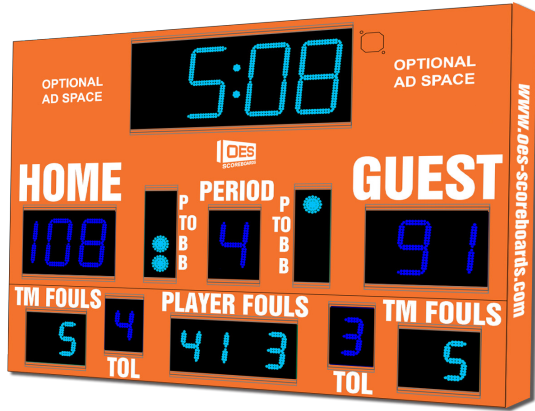 5:08
OPTIONAL
AD SPACE
OPTIONAL
AD SPACE
OES
SCOREBOARDS
HOME
PERIOD
GUEST
P
TO
B
B
P
TO
B
B
108
4
91
TM FOULS
PLAYER FOULS
TM FOULS
5
4
41 3
3
5
TOL
TOL
www.oes-scoreboards.com